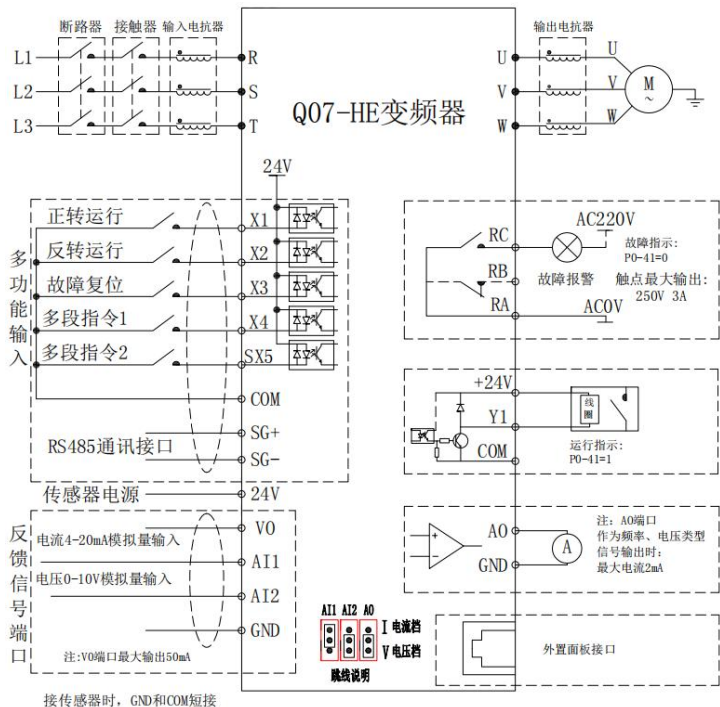 断路器 接触器 输入电抗器 输出电抗器
L1 R U U
L2 S Q07-HE变频器 V V M ~
L3 T W W
24V
多功能输入
正转运行 X1
反转运行 X2
故障复位 X3
多段指令1 X4
多段指令2 SX5
COM
RS485通讯接口 SG+
SG-
传感器电源 24V
反馈信号端口
VO
电流4-20mA模拟量输入
AI1
电压0-10V模拟量输入
AI2
GND
注:VO端口最大输出50mA
接传感器时，GND和COM短接
RC AC220V
故障指示:
P0-41=0
RB 故障报警 触点最大输出:
250V 3A
RA AC0V
+24V
线圈
Y1
COM 运行指示:
P0-41=1
AO A
GND
+
-
注: AO端口
作为频率、电压类型
信号输出时:
最大电流2mA
AI1 AI2 AO
I 电流档
V 电压档
跳线说明
外置面板接口